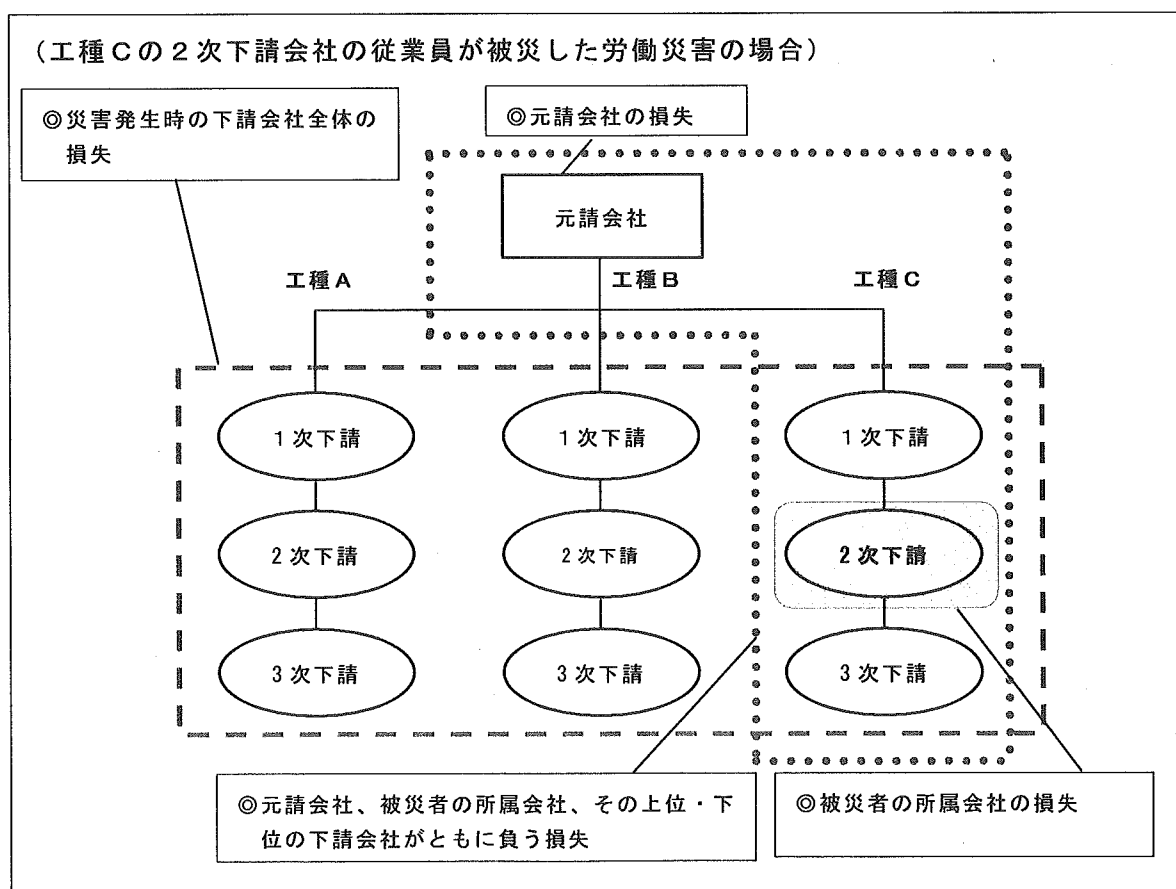 (工種Cの2次下請会社の従業員が被災した労働災害の場合)
◎災害発生時の下請会社全体の
損失
◎元請会社の損失
元請会社
工種A
工種B
工種C
1次下請
1次下請
1次下請
2次下請
2次下請
2次下請
3次下請
3次下請
3次下請
◎元請会社、被災者の所属会社、その上位・下
位の下請会社がともに負う損失
◎被災者の所属会社の損失